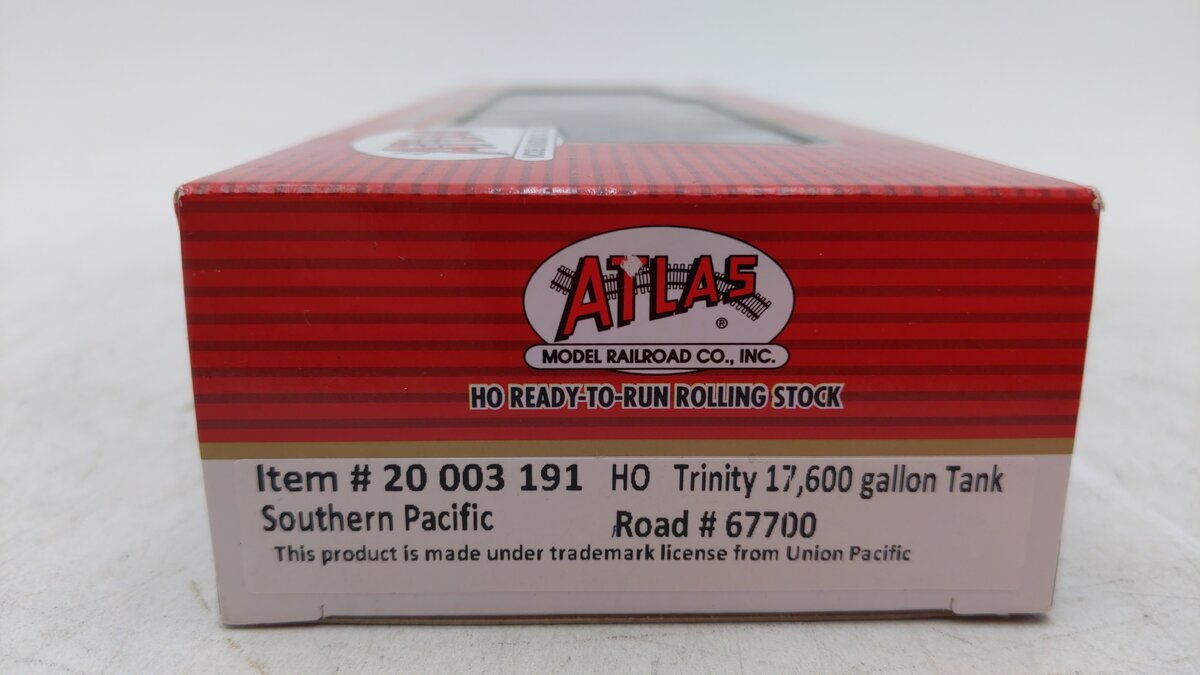 ATLAS
®
MODEL RAILROAD CO., INC.
HO READY-TO-RUN ROLLING STOCK
Item # 20 003 191 HO Trinity 17,600 gallon Tank
Southern Pacific Road # 67700
This product is made under trademark license from Union Pacific